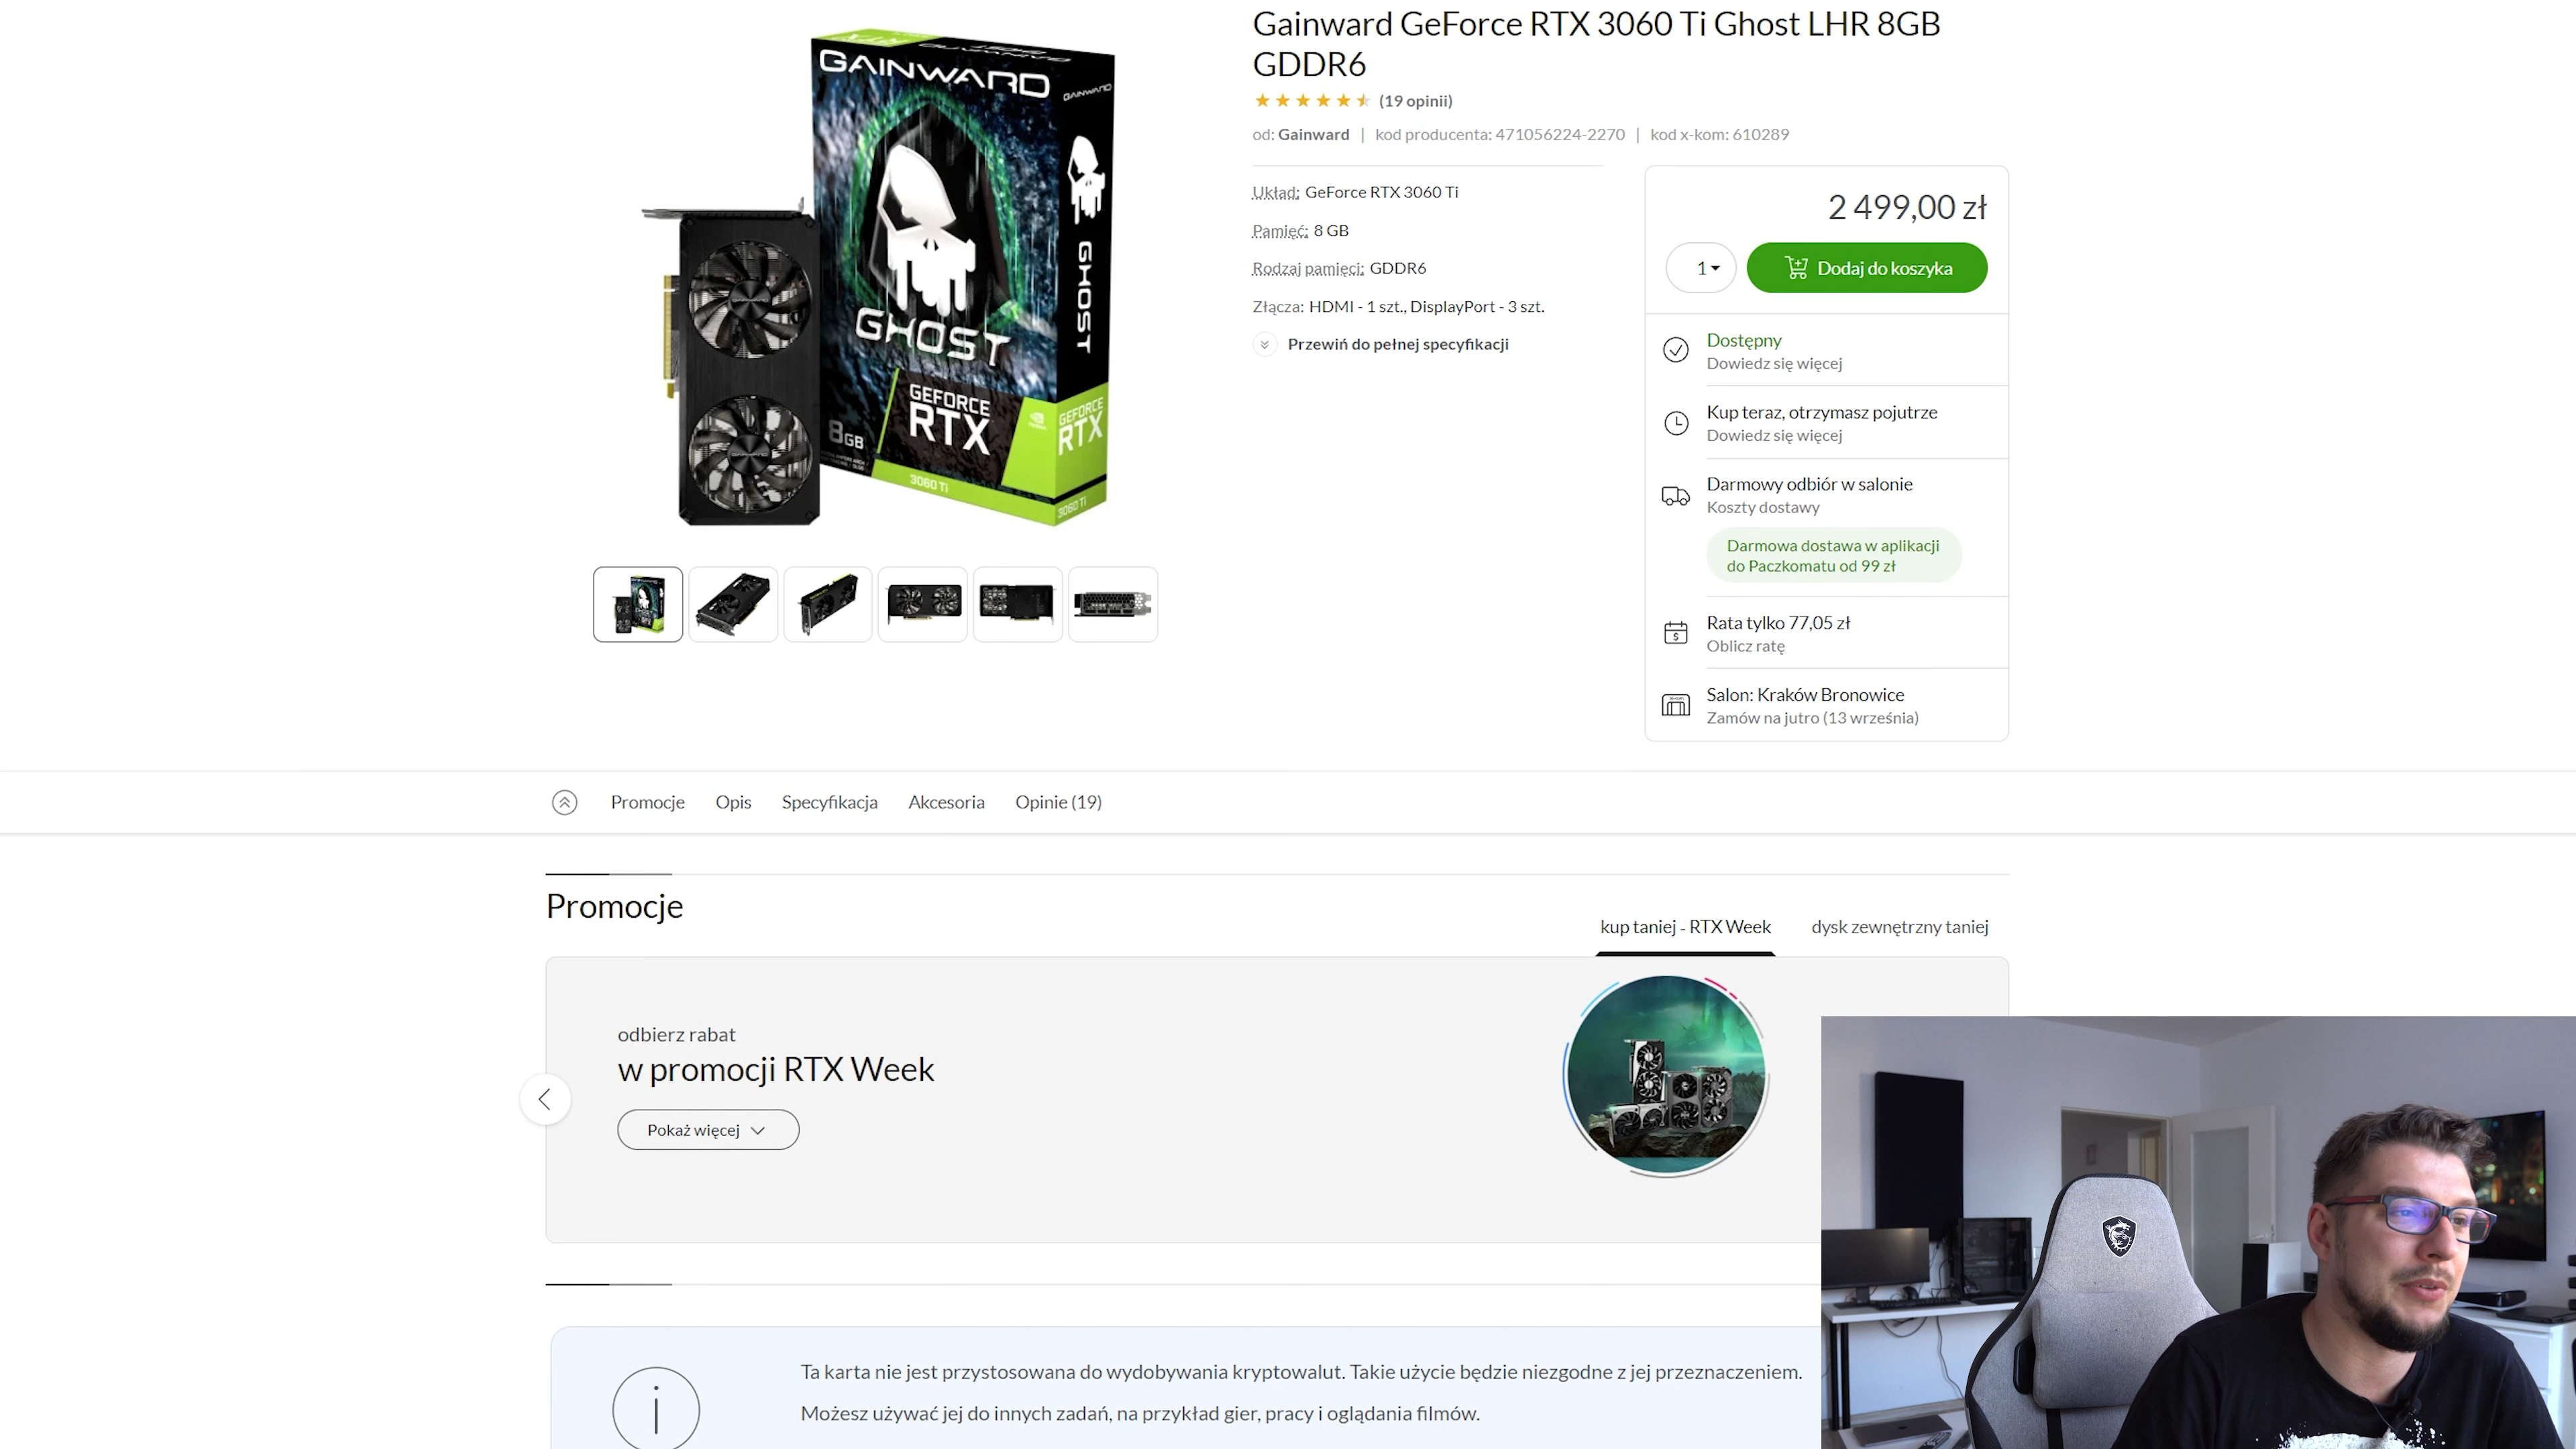 Gainward GeForce RTX 3060 Ti Ghost LHR 8GB
GDDR6
(19 opinii)
od: Gainward | kod producenta: 471056224-2270 | kod x-kom: 610289
GAINWARD
GAINWARD
GHOST
GHOST
GEFORCE
RTX
GEFORCE
RTX
8GB
3060 Ti
3060 Ti
Układ: GeForce RTX 3060 Ti
Pamięć: 8 GB
Rodzaj pamięci: GDDR6
Złącza: HDMI - 1 szt., DisplayPort - 3 szt.
Przewiń do pełnej specyfikacji
2 499,00 zł
1
Dodaj do koszyka
Dostępny
Dowiedz się więcej
Kup teraz, otrzymasz pojutrze
Dowiedz się więcej
Darmowy odbiór w salonie
Koszty dostawy
Darmowa dostawa w aplikacji
do Paczkomatu od 99 zł
Rata tylko 77,05 zł
Oblicz ratę
Salon: Kraków Bronowice
Zamów na jutro (13 września)
Promocje Opis Specyfikacja Akcesoria Opinie (19)
Promocje
kup taniej - RTX Week dysk zewnętrzny taniej
odbierz rabat
w promocji RTX Week
Pokaż więcej
Ta karta nie jest przystosowana do wydobywania kryptowalut. Takie użycie będzie niezgodne z jej przeznaczeniem.
Możesz używać jej do innych zadań, na przykład gier, pracy i oglądania filmów.